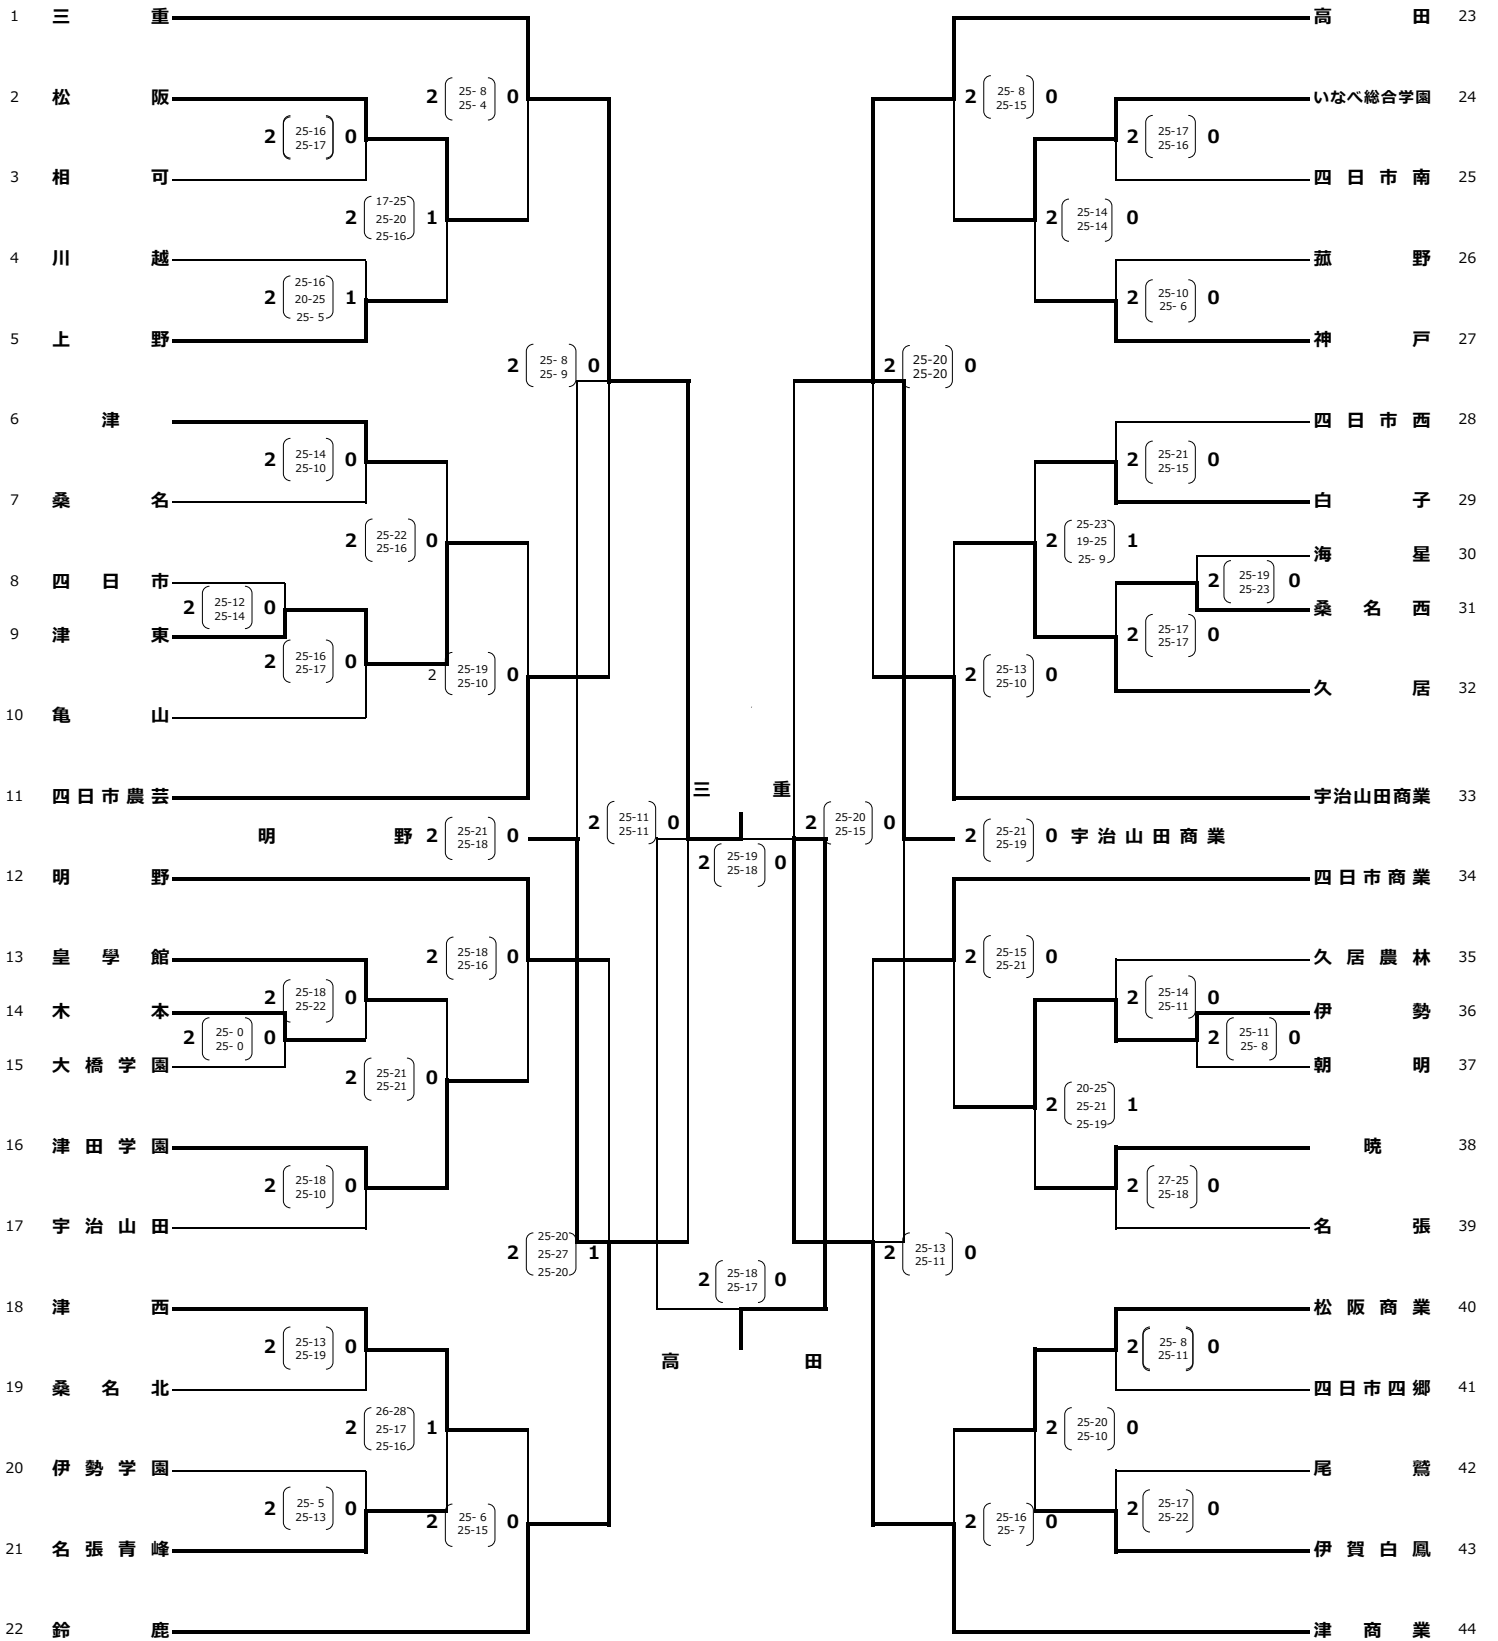 1 三重
高田 23
2 松阪
2 25-8 25-4 0
2 25-8 25-15 0
いなべ総合学園 24
2 25-16 25-17 0
2 25-17 25-16 0
3 相可
四日市南 25
2 17-25 25-20 25-16 1
2 25-14 25-14 0
4 川越
菰野 26
2 25-16 20-25 25-5 1
2 25-10 25-6 0
5 上野
神戸 27
2 25-8 25-9 0
2 25-20 25-20 0
6 津
四日市西 28
2 25-14 25-10 0
2 25-21 25-15 0
7 桑名
白子 29
2 25-22 25-16 0
2 25-23 19-25 25-9 1
海星 30
8 四日市
2 25-12 25-14 0
2 25-19 25-23 0
桑名西 31
9 津東
2 25-16 25-17 0
2 25-17 25-17 0
2 25-19 25-10 0
2 25-13 25-10 0
久居 32
10 亀山
三重
11 四日市農芸
宇治山田商業 33
2 25-11 25-11 0
2 25-20 25-15 0
明野 2 25-21 25-18 0
2 25-21 25-19 0 宇治山田商業
2 25-19 25-18 0
12 明野
四日市商業 34
13 皇學館
2 25-18 25-16 0
2 25-15 25-21 0
久居農林 35
2 25-18 25-22 0
2 25-14 25-11 0
14 木本
伊勢 36
2 25-0 25-0 0
2 25-11 25-8 0
15 大橋学園
朝明 37
2 25-21 25-21 0
2 20-25 25-21 25-19 1
16 津田学園
暁 38
2 25-18 25-10 0
2 27-25 25-18 0
17 宇治山田
名張 39
2 25-20 25-27 25-20 1
2 25-13 25-11 0
2 25-18 25-17 0
18 津西
松阪商業 40
2 25-13 25-19 0
高田
2 25-8 25-11 0
19 桑名北
四日市四郷 41
2 26-28 25-17 25-16 1
2 25-20 25-10 0
20 伊勢学園
尾鷲 42
2 25-5 25-13 0
2 25-6 25-15 0
2 25-16 25-7 0
2 25-17 25-22 0
21 名張青峰
伊賀白鳳 43
22 鈴鹿
津商業 44